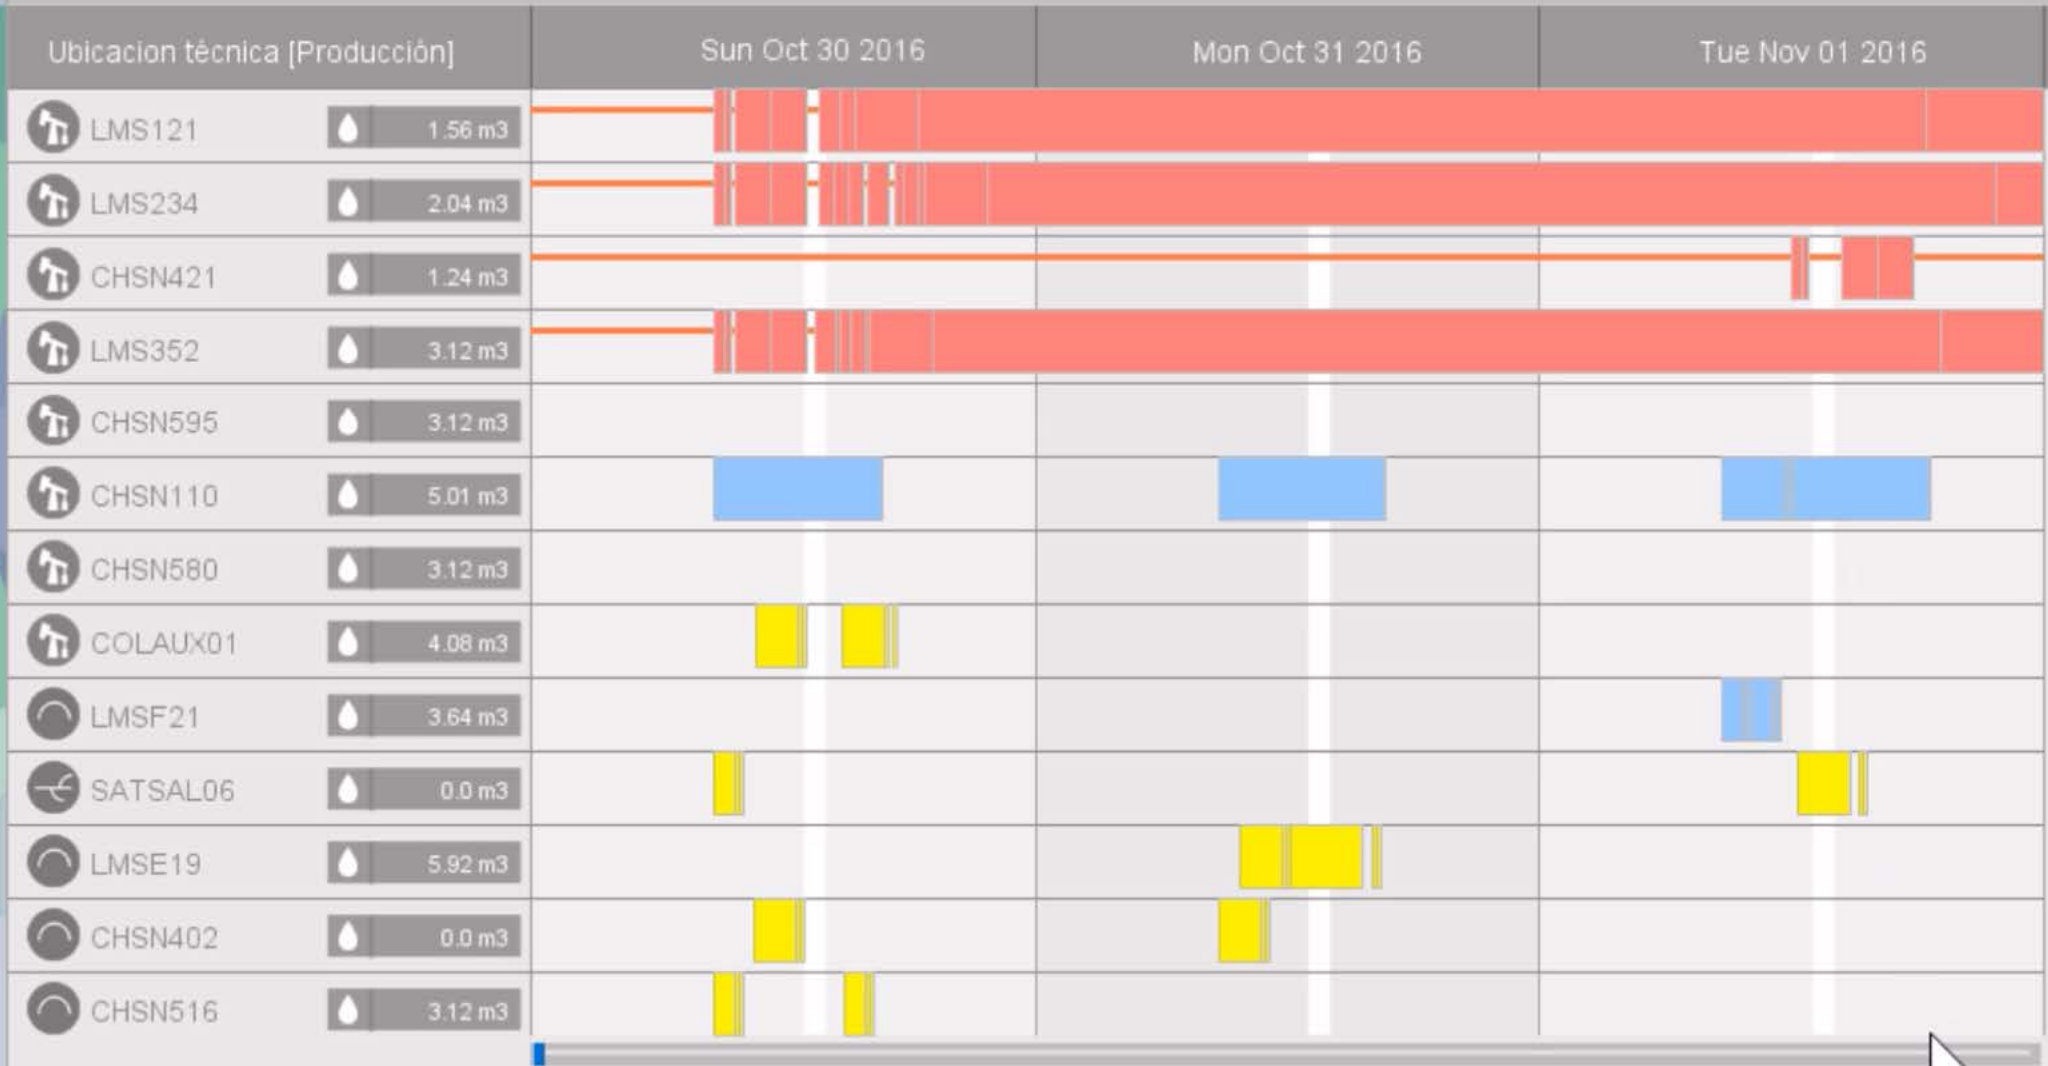 Ubicacion técnica [Producción] Sun Oct 30 2016 Mon Oct 31 2016 Tue Nov 01 2016
LMS121 1.56 m3
LMS234 2.04 m3
CHSN421 1.24 m3
LMS352 3.12 m3
CHSN595 3.12 m3
CHSN110 5.01 m3
CHSN580 3.12 m3
COLAUX01 4.08 m3
LMSF21 3.64 m3
SATSAL06 0.0 m3
LMSE19 5.92 m3
CHSN402 0.0 m3
CHSN516 3.12 m3